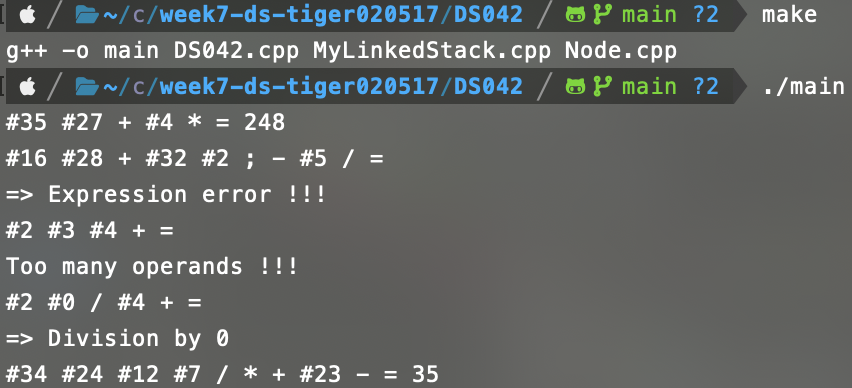 ~/c/week7-ds-tiger020517/DS042 main ?2 make
g++ -o main DS042.cpp MyLinkedStack.cpp Node.cpp
~/c/week7-ds-tiger020517/DS042 main ?2 ./main
#35 #27 + #4 * = 248
#16 #28 + #32 #2 ; - #5 / =
=> Expression error !!!
#2 #3 #4 + =
Too many operands !!!
#2 #0 / #4 + =
=> Division by 0
#34 #24 #12 #7 / * + #23 - = 35